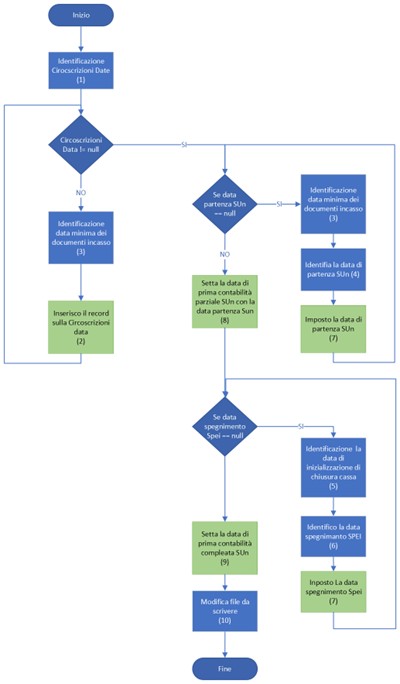 Inizio
Identificazione
Cirocscrizioni Date
(1)
Circoscrizioni
Data != null
SI
NO
Identificazione
data minima dei
documenti incasso
(3)
Inserisco il record
sulla Circoscrizioni
data
(2)
Se data
partenza SUn
== null
SI
NO
Identificazione
data minima dei
documenti incasso
(3)
Identifia la data di
partenza SUn (4)
Imposto la data di
partenza SUn
(7)
Setta la data di
prima contabilità
parziale SUn con la
data partenza Sun
(8)
Se data
spegnimento
Spei == null
SI
Identificazione la
data di
inizializzazione di
chiusura cassa
(5)
Identifico la data
spegnimanto SPEI
(6)
Inposto La data
spegnimento Spei
(7)
Setta la data di
prima contabilità
compleata SUn
(9)
Modifica file da
scrivere
(10)
Fine